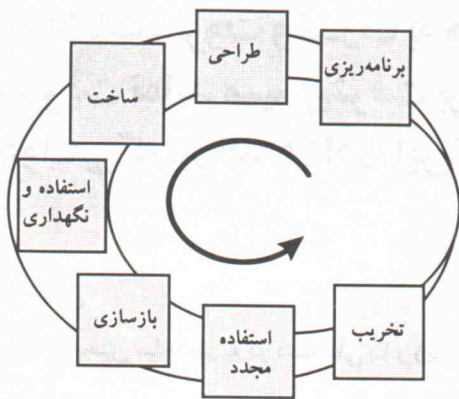 برنامه‌ریزی
طراحی
ساخت
استفاده و
نگهداری
بازسازی
استفاده
مجدد
تخریب